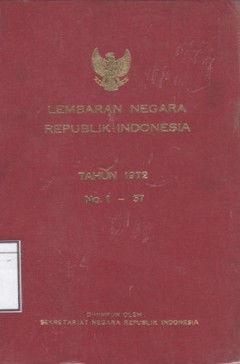 LEMBARAN NEGARA
REPUBLIK INDONESIA
TAHUN 1972
No. 1 - 57
DIHIMPUN OLEH
SEKRETARIAT NEGARA REPUBLIK INDONESIA